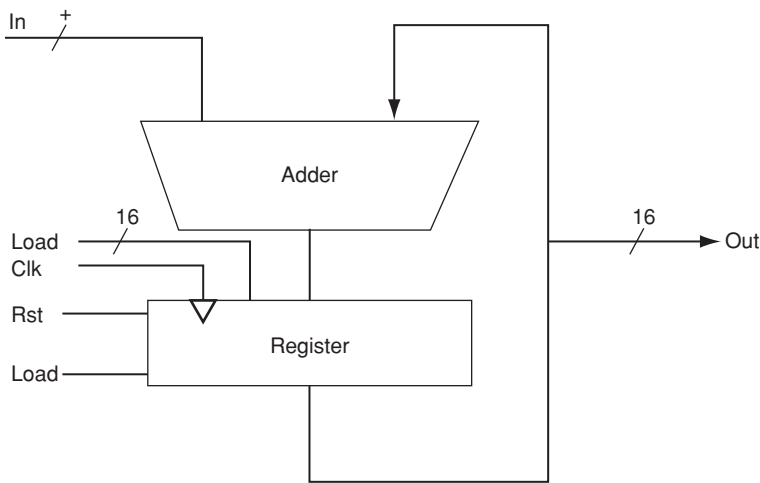 In
+
Adder
16
16
Load
Out
Clk
Rst
Register
Load